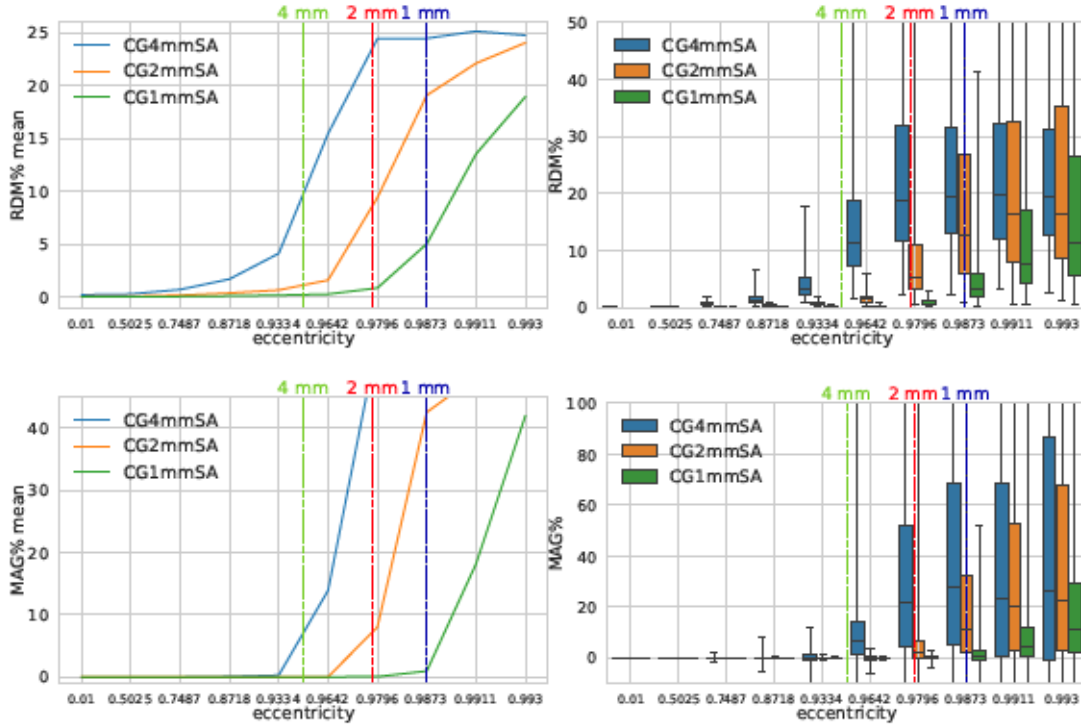 4 mm 2 mm 1 mm
25
20
15
10
5
0
RDM% mean
CG4mmSA
CG2mmSA
CG1mmSA
0.01 0.5025 0.7487 0.8718 0.9334 0.9642 0.9796 0.9873 0.9911 0.993
eccentricity
4 mm 2 mm 1 mm
50
40
30
20
10
0
RDM%
CG4mmSA
CG2mmSA
CG1mmSA
0.01 0.5025 0.7487 0.8718 0.9334 0.9642 0.9796 0.9873 0.9911 0.993
eccentricity
4 mm 2 mm 1 mm
40
30
20
10
0
MAG% mean
CG4mmSA
CG2mmSA
CG1mmSA
0.01 0.5025 0.7487 0.8718 0.9334 0.9642 0.9796 0.9873 0.9911 0.993
eccentricity
4 mm 2 mm 1 mm
100
80
60
40
20
0
MAG%
CG4mmSA
CG2mmSA
CG1mmSA
0.01 0.5025 0.7487 0.8718 0.9334 0.9642 0.9796 0.9873 0.9911 0.993
eccentricity